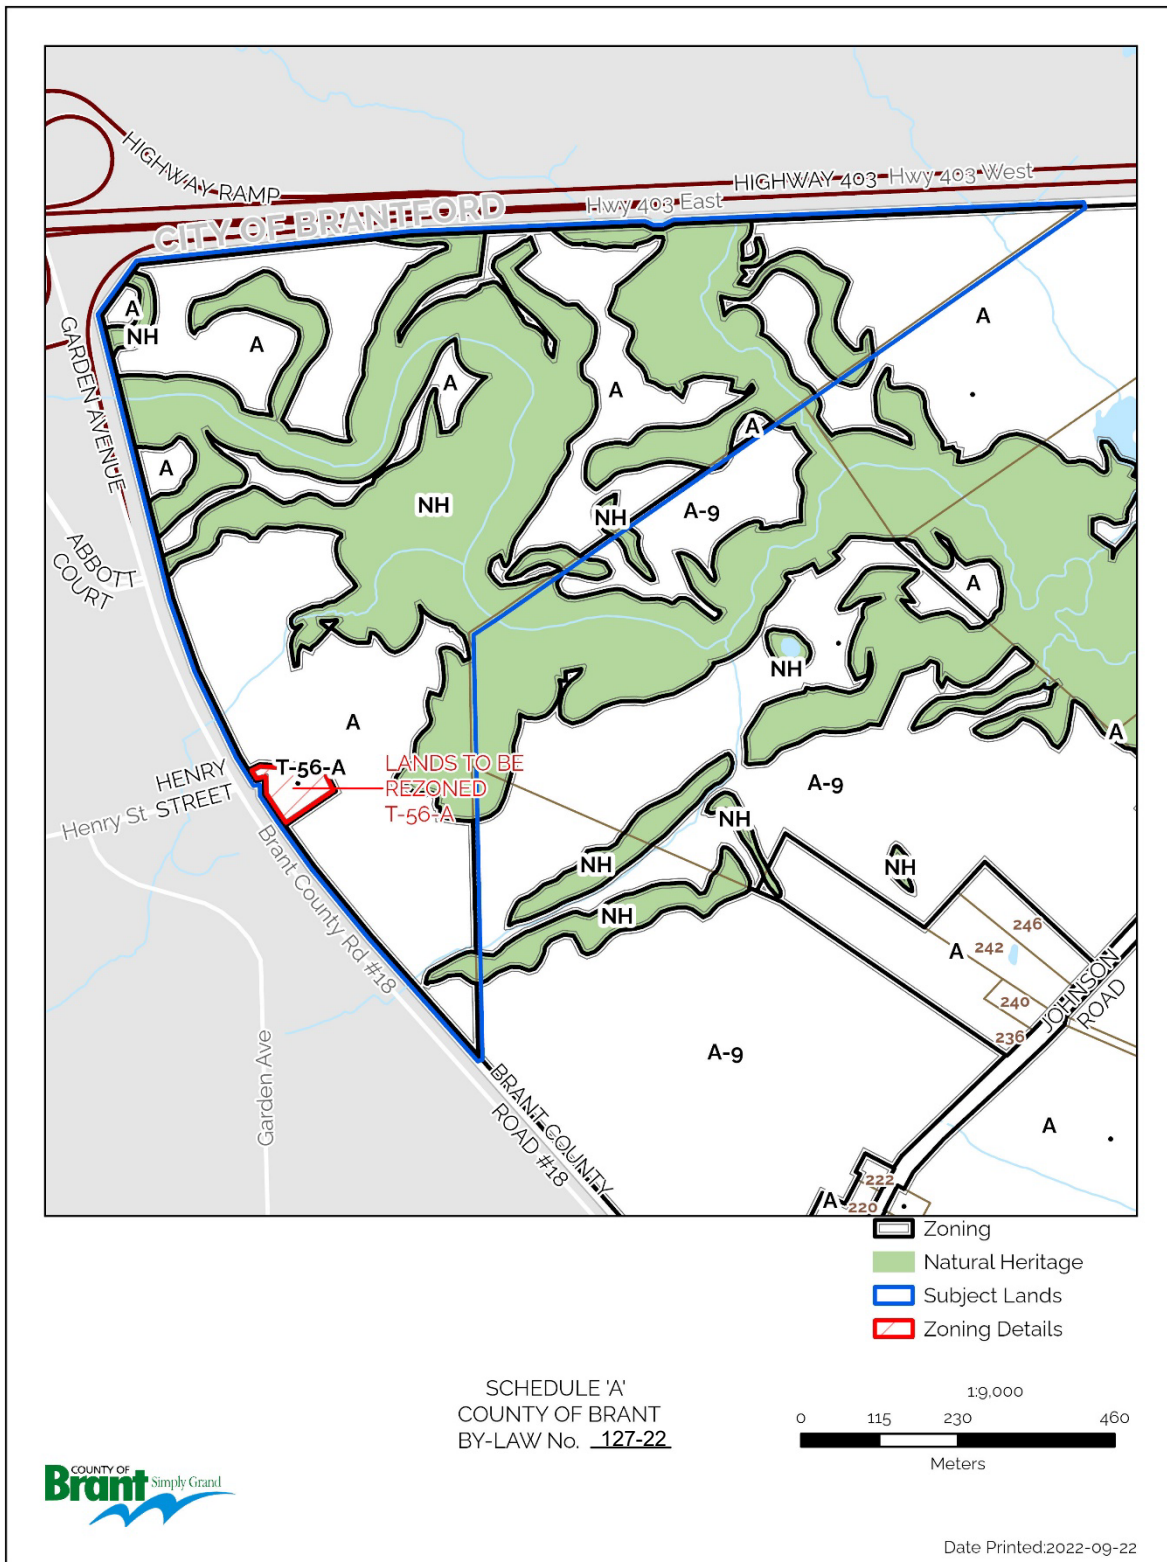 HIGHWAY RAMP
HIGHWAY 403
Hwy 403 West
Hwy 403 East
CITY OF BRANTFORD
A
NH
A
A
A
A
A
A
GARDEN AVENUE
NH
NH
A-9
ABBOTT
COURT
A
NH
A
A
T-56-A
LANDS TO BE
REZONED
T-56-A
HENRY
STREET
Henry St
A-9
NH
NH
NH
NH
Brant County Rd #18
246
242
A
240
236
JOHNSON
ROAD
Garden Ave
A-9
BRANT COUNTY
ROAD #18
A
222
220
A
Zoning
Natural Heritage
Subject Lands
Zoning Details
SCHEDULE 'A'
COUNTY OF BRANT
BY-LAW No. 127-22
1:9,000
0 115 230 460
Meters
COUNTY OF
Brant Simply Grand
Date Printed:2022-09-22